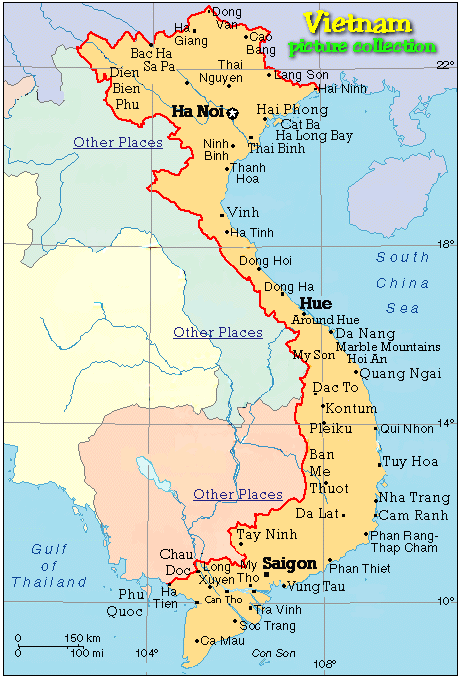 Vietnam
picture collection
Dong
Van
Ha
Giang
Cao
Bang
22°
Bac Ha
Sa Pa
Thai
Nguyen
Lang Son
Hai Ninh
Dien
Bien
Phu
Ha Noi
Hai Phong
Cat Ba
Ha Long Bay
Other Places
Ninh
Binh
Thai Binh
Thanh
Hoa
Vinh
Ha Tinh
18°
Dong Hoi
South
China
Sea
Dong Ha
Hue
Around Hue
Other Places
Da Nang
Marble Mountains
My Son
Hoi An
Quang Ngai
Dac To
Kontum
14°
Pleiku
Qui Nhon
Ban
Me
Thuot
Tuy Hoa
Other Places
Nha Trang
Da Lat
Cam Ranh
Tay Ninh
Phan Rang-
Thap Cham
Gulf
of
Thailand
Chau
Doc
Long
Xuyen
My
Tho
Saigon
Phan Thiet
Phu
Quoc
Ha
Tien
Can Tho
Vung Tau
10°
Tra Vinh
Soc Trang
0 150 km
0 100 mi
104°
Ca Mau
Con Son
108°